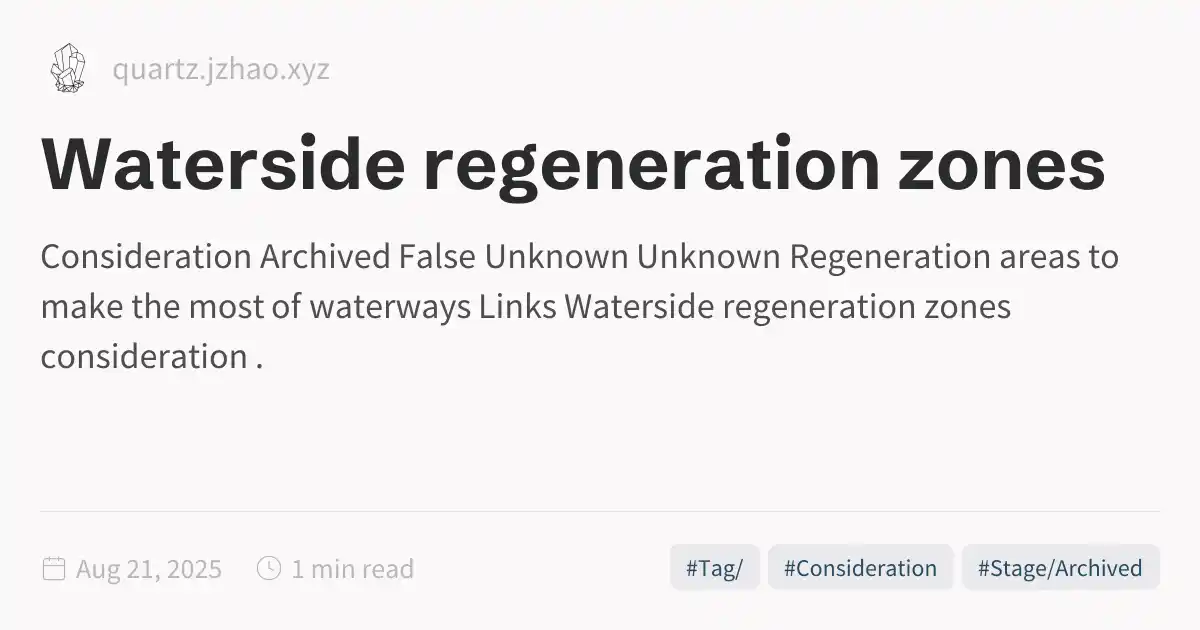 quartz.jzhao.xyz
Waterside regeneration zones
Consideration Archived False Unknown Unknown Regeneration areas to
make the most of waterways Links Waterside regeneration zones
consideration .
Aug 21, 2025 1 min read #Tag/ #Consideration #Stage/Archived